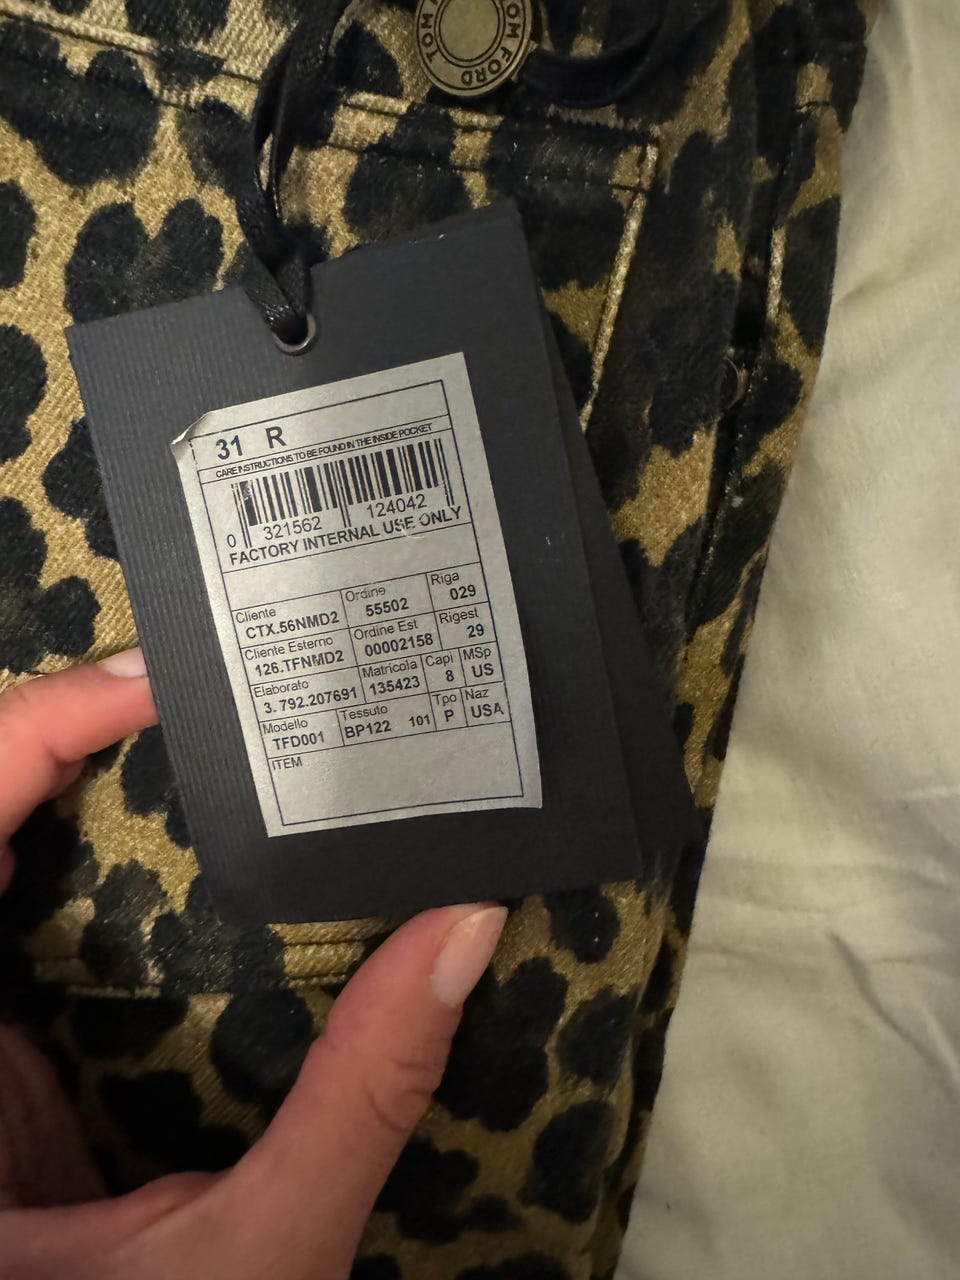 TOM FORD
TOM
31 R
CARE INSTRUCTIONS TO BE FOUND IN THE INSIDE POCKET
0 321562 124042
FACTORY INTERNAL USE ONLY
Cliente Ordine Riga
CTX.56NMD2 55502 029
Cliente Esterno Ordine Est Rigest
126.TFNMD2 00002158 29
Elaborato Matricola Capi MSp
3. 792.207691 135423 8 US
Modello Tessuto Tpo Naz
TFD001 BP122 101 P USA
ITEM